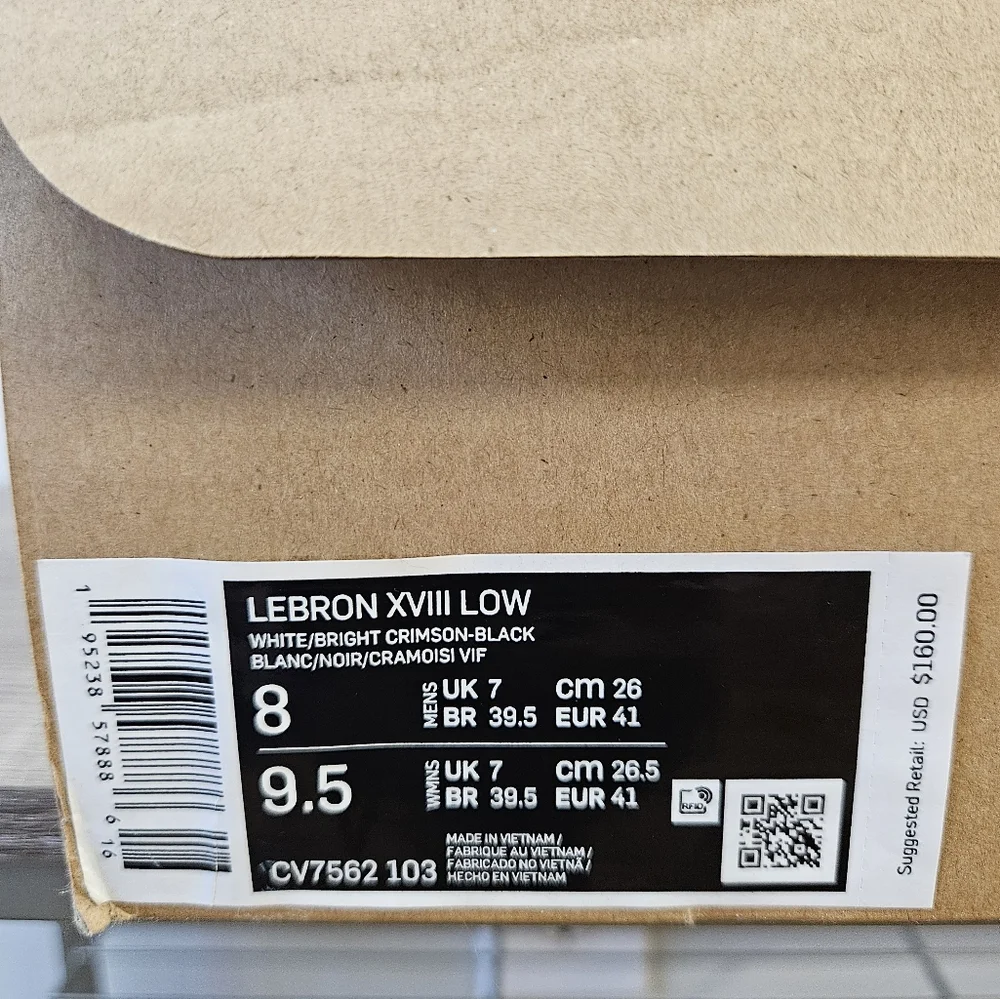 LEBRON XVIII LOW
WHITE/BRIGHT CRIMSON-BLACK
BLANC/NOIR/CRAMOISI VIF
8 MENS UK 7 cm 26
BR 39.5 EUR 41
9.5 WMNS UK 7 cm 26.5
BR 39.5 EUR 41
RFID
CV7562 103
MADE IN VIETNAM /
FABRIQUE AU VIETNAM /
FABRICADO NO VIETNÃ /
HECHO EN VIETNAM
1 95238 57888 6 16
Suggested Retail: USD $160.00